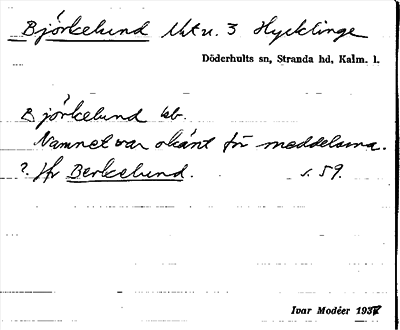 Björkelund Utu. 3 Hycklinge
Döderhults sn, Stranda hd, Kalm. l.
Björkelund kb.
Namnet var okänt för meddelarna.
? Jfr Berkelund. s. 59.
Ivar Modéer 1937